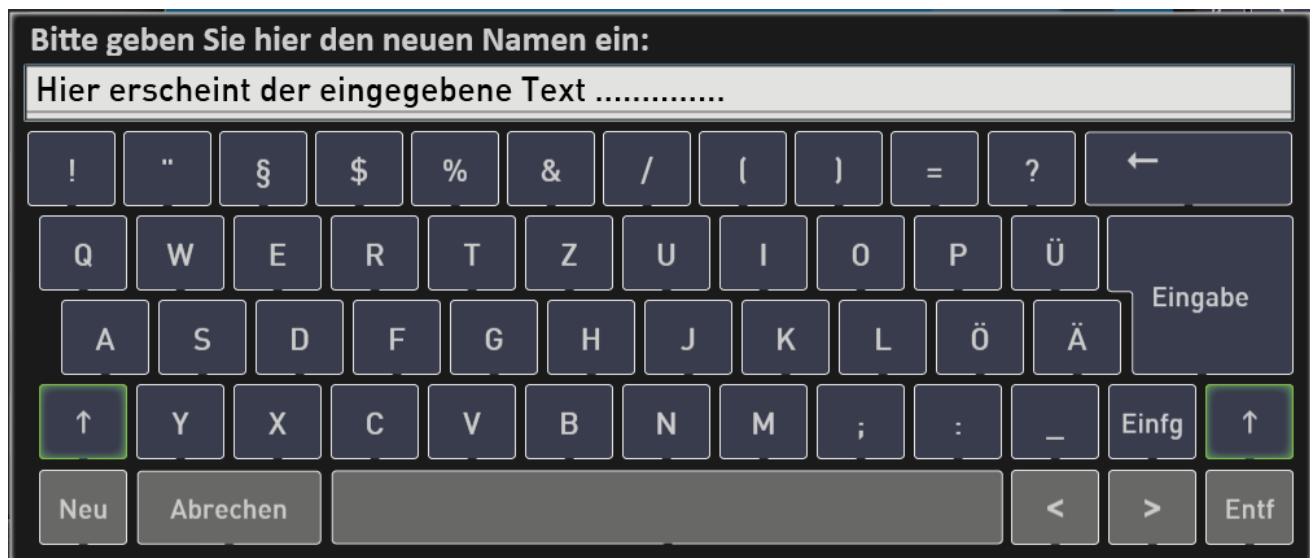 Bitte geben Sie hier den neuen Namen ein:
Hier erscheint der eingegebene Text ..............
! " § $ % & / ( ) = ? ←
Q W E R T Z U I O P Ü
Eingabe
A S D F G H J K L Ö Ä
↑ Y X C V B N M ; : _ Einfg ↑
Neu Abrechen < > Entf